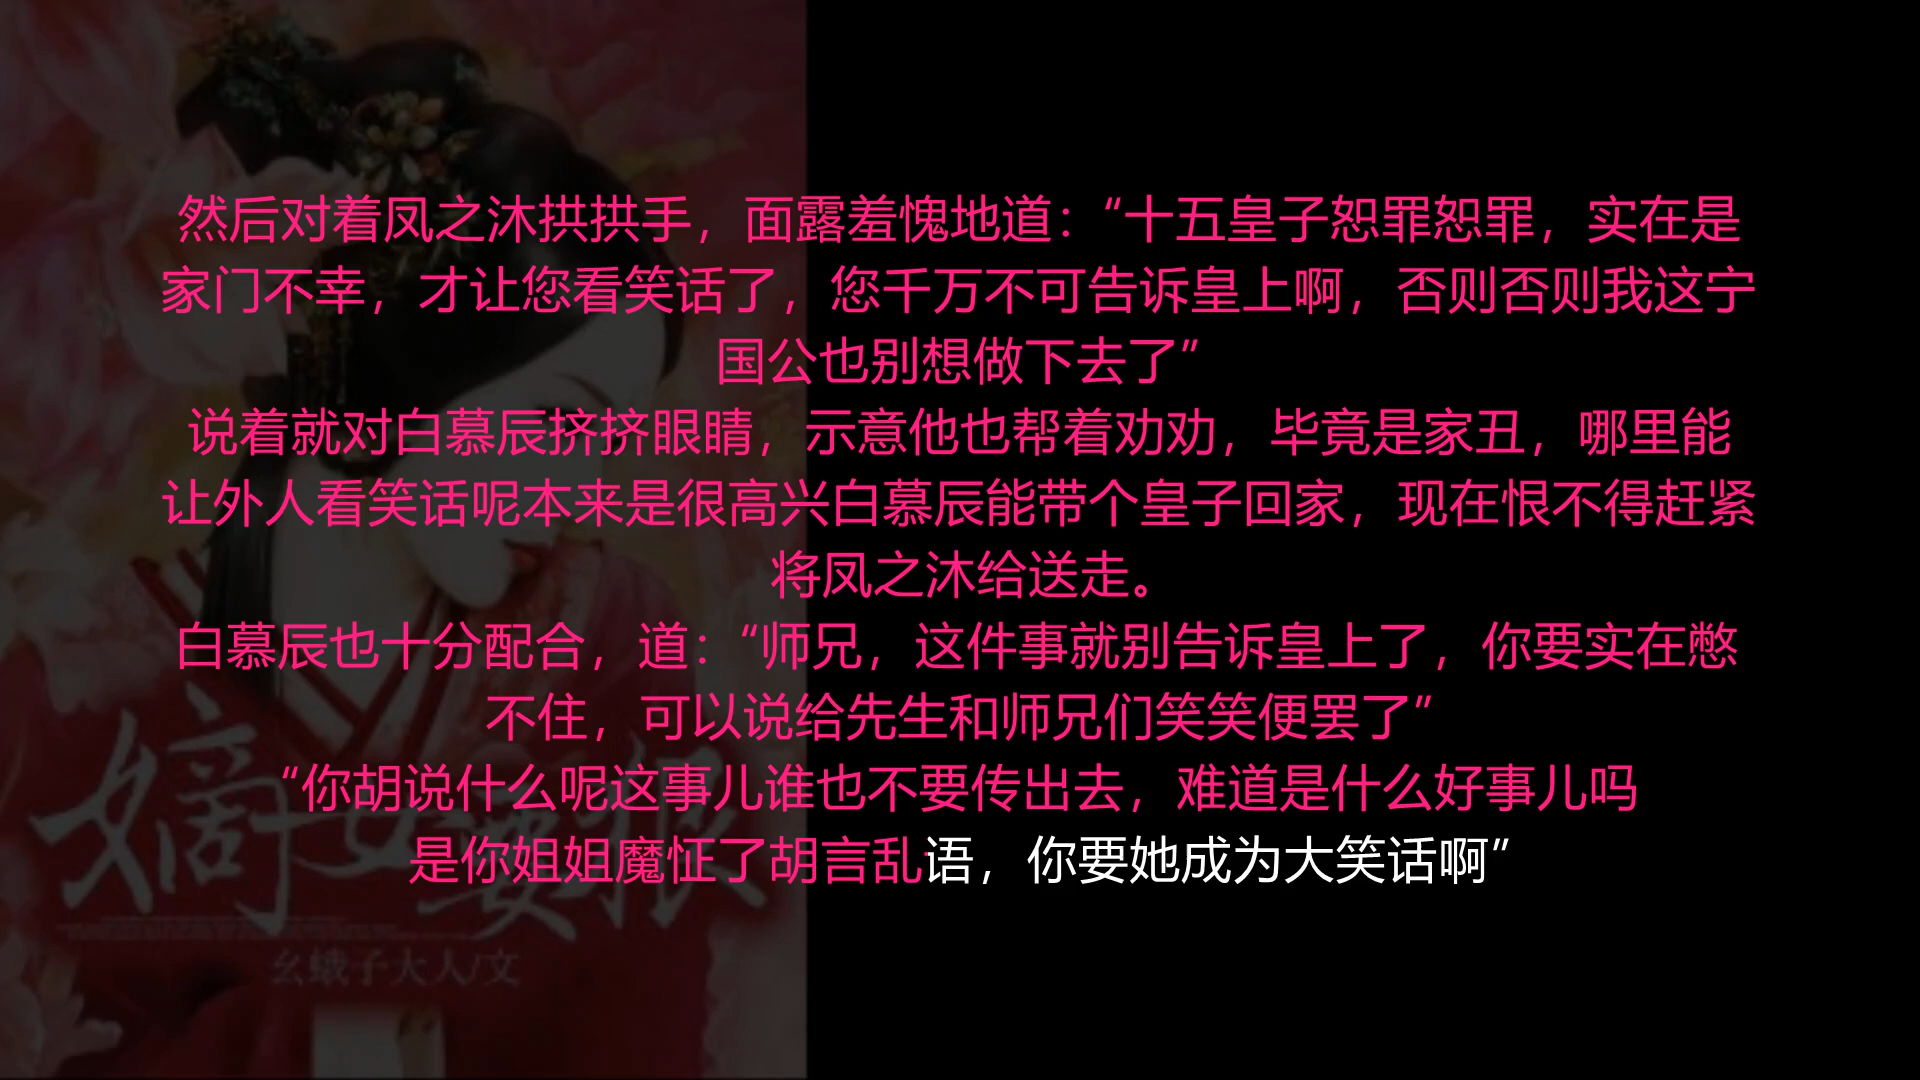 然后对着凤之沐拱拱手，面露羞愧地道：“十五皇子恕罪恕罪，实在是
家门不幸，才让您看笑话了，您千万不可告诉皇上啊，否则否则我这宁
国公也别想做下去了”
说着就对白慕辰挤挤眼睛，示意他也帮着劝劝，毕竟是家丑，哪里能
让外人看笑话呢本来是很高兴白慕辰能带个皇子回家，现在恨不得赶紧
将凤之沐给送走。
白慕辰也十分配合，道：“师兄，这件事就别告诉皇上了，你要实在憋
不住，可以说给先生和师兄们笑笑便罢了”
“你胡说什么呢这事儿谁也不要传出去，难道是什么好事儿吗
是你姐姐魔怔了胡言乱语，你要她成为大笑话啊”
嫡女要狠
幺蛾子大人/文